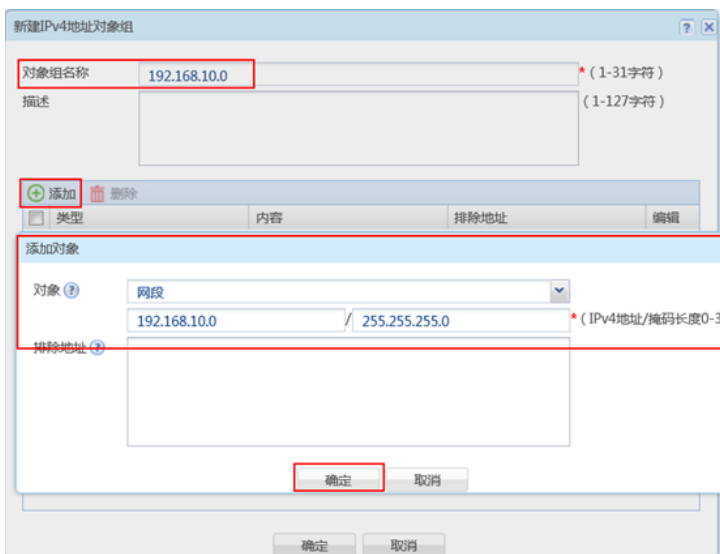 新建IPv4地址对象组
对象组名称 192.168.10.0 * (1-31字符)
描述 (1-127字符)
添加 删除
类型 内容 排除地址 编辑
添加对象
对象 网段
192.168.10.0 / 255.255.255.0 * (IPv4地址/掩码长度0-3
排除地址
确定 取消
确定 取消